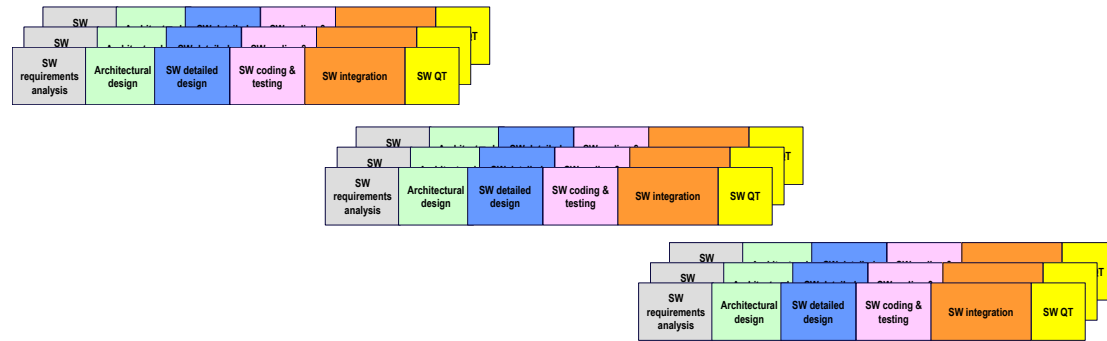 SW
SW
SW
requirements
analysis
Architectural
design
SW detailed
design
SW coding &
testing
SW integration
SW QT
SW
SW
SW
requirements
analysis
Architectural
design
SW detailed
design
SW coding &
testing
SW integration
SW QT
SW
SW
SW
requirements
analysis
Architectural
design
SW detailed
design
SW coding &
testing
SW integration
SW QT